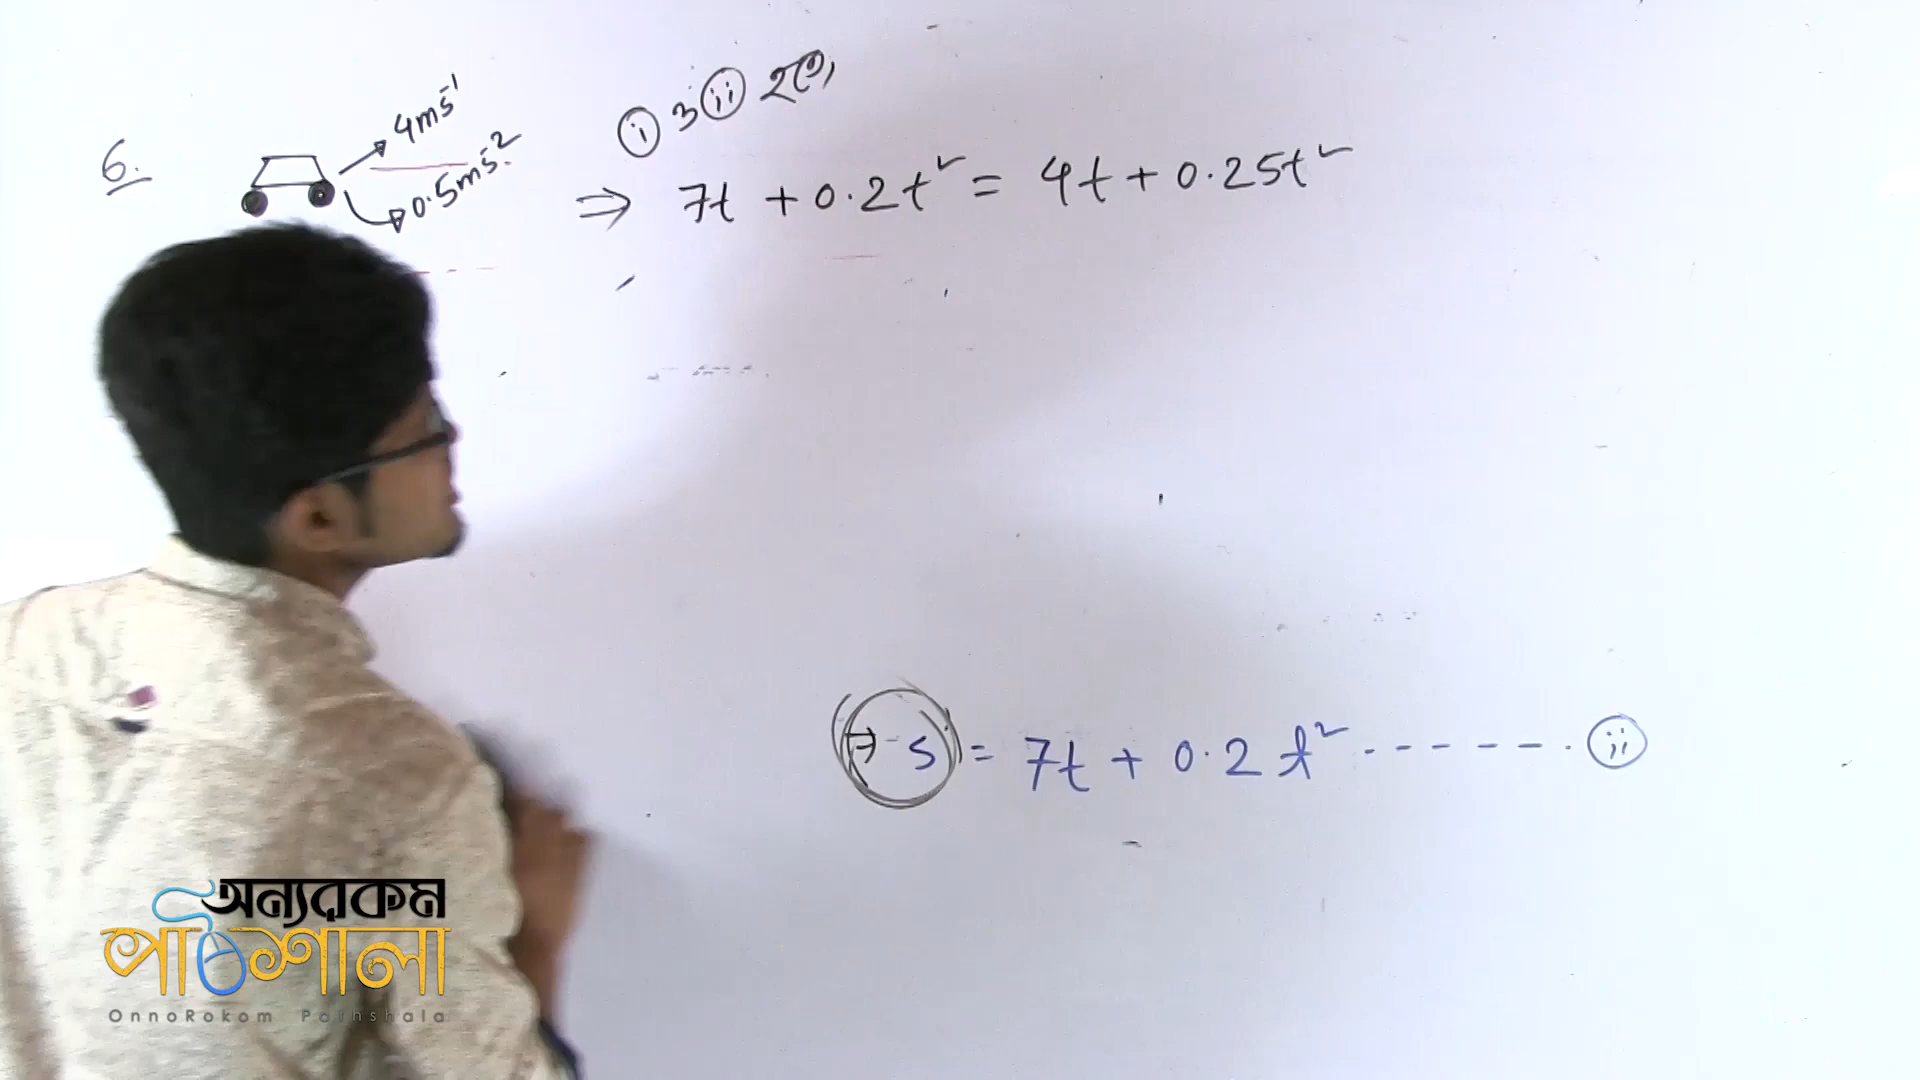 6.
4ms⁻¹
0.5ms⁻²
ⓘ ও ⓘⓘ হতে,
⇒ 7t + 0.2t² = 4t + 0.25t²
⇒ s = 7t + 0.2t² - - - - - - ⓘⓘ
অন্যরকম
পাঠশালা
OnnoRokom Pathshala